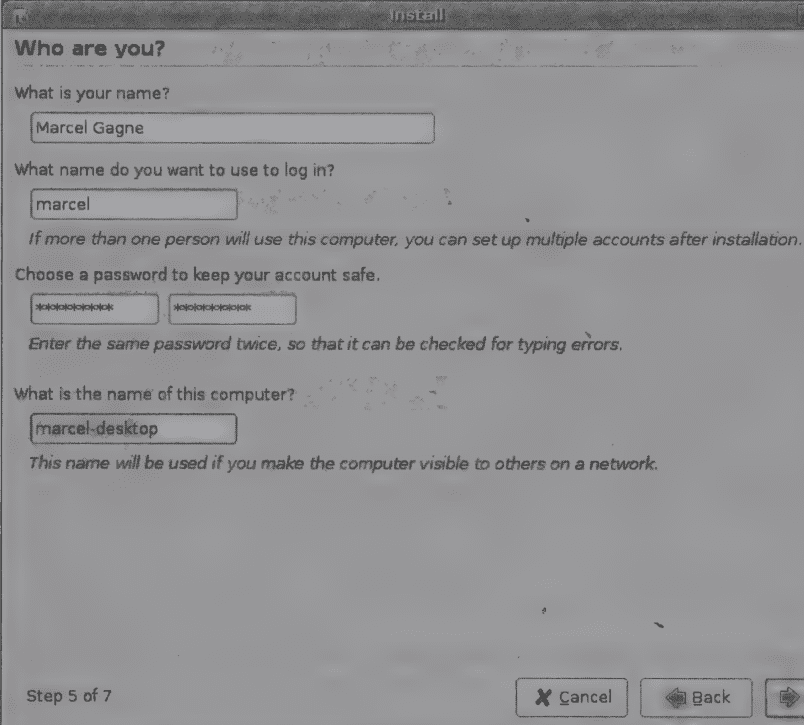 Install
Who are you?
What is your name?
Marcel Gagne
What name do you want to use to log in?
marcel
If more than one person will use this computer, you can set up multiple accounts after installation.
Choose a password to keep your account safe.
********* *********
Enter the same password twice, so that it can be checked for typing errors.
What is the name of this computer?
marcel-desktop
This name will be used if you make the computer visible to others on a network.
Step 5 of 7 Cancel Back